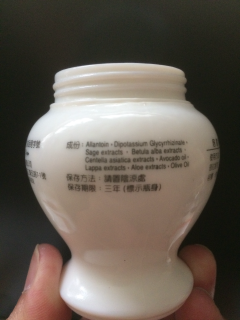 成份：Allantoin、Dipotassium Glycyrrhizinate、
Sage extracts、Betula alba extracts、
Centella asiatica extracts、Avocado oil、
Lappa extracts、Aloe extracts、Olive Oil
保存方法：請置陰涼處
保存期限：三年 (標示瓶身)